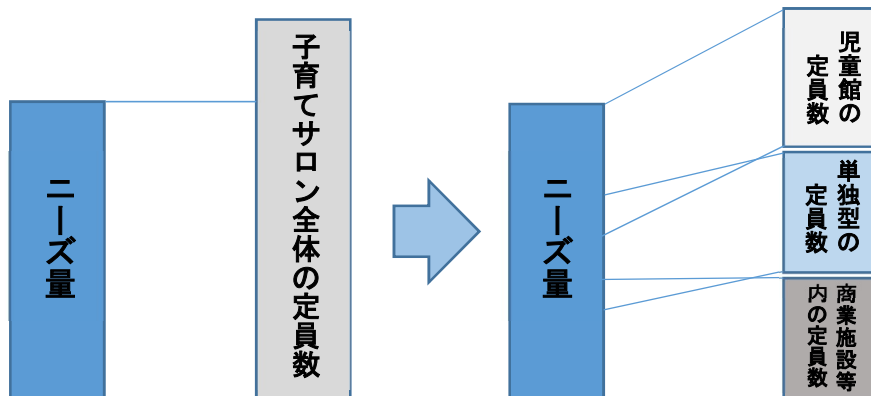 ニーズ量
子育てサロン全体の定員数
ニーズ量
児童館の
定員数
単独型の
定員数
商業施設等
内の定員数